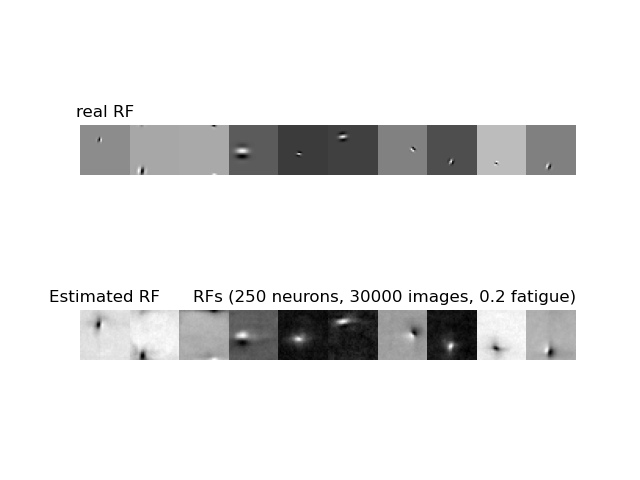 real RF
Estimated RF
RFs (250 neurons, 30000 images, 0.2 fatigue)